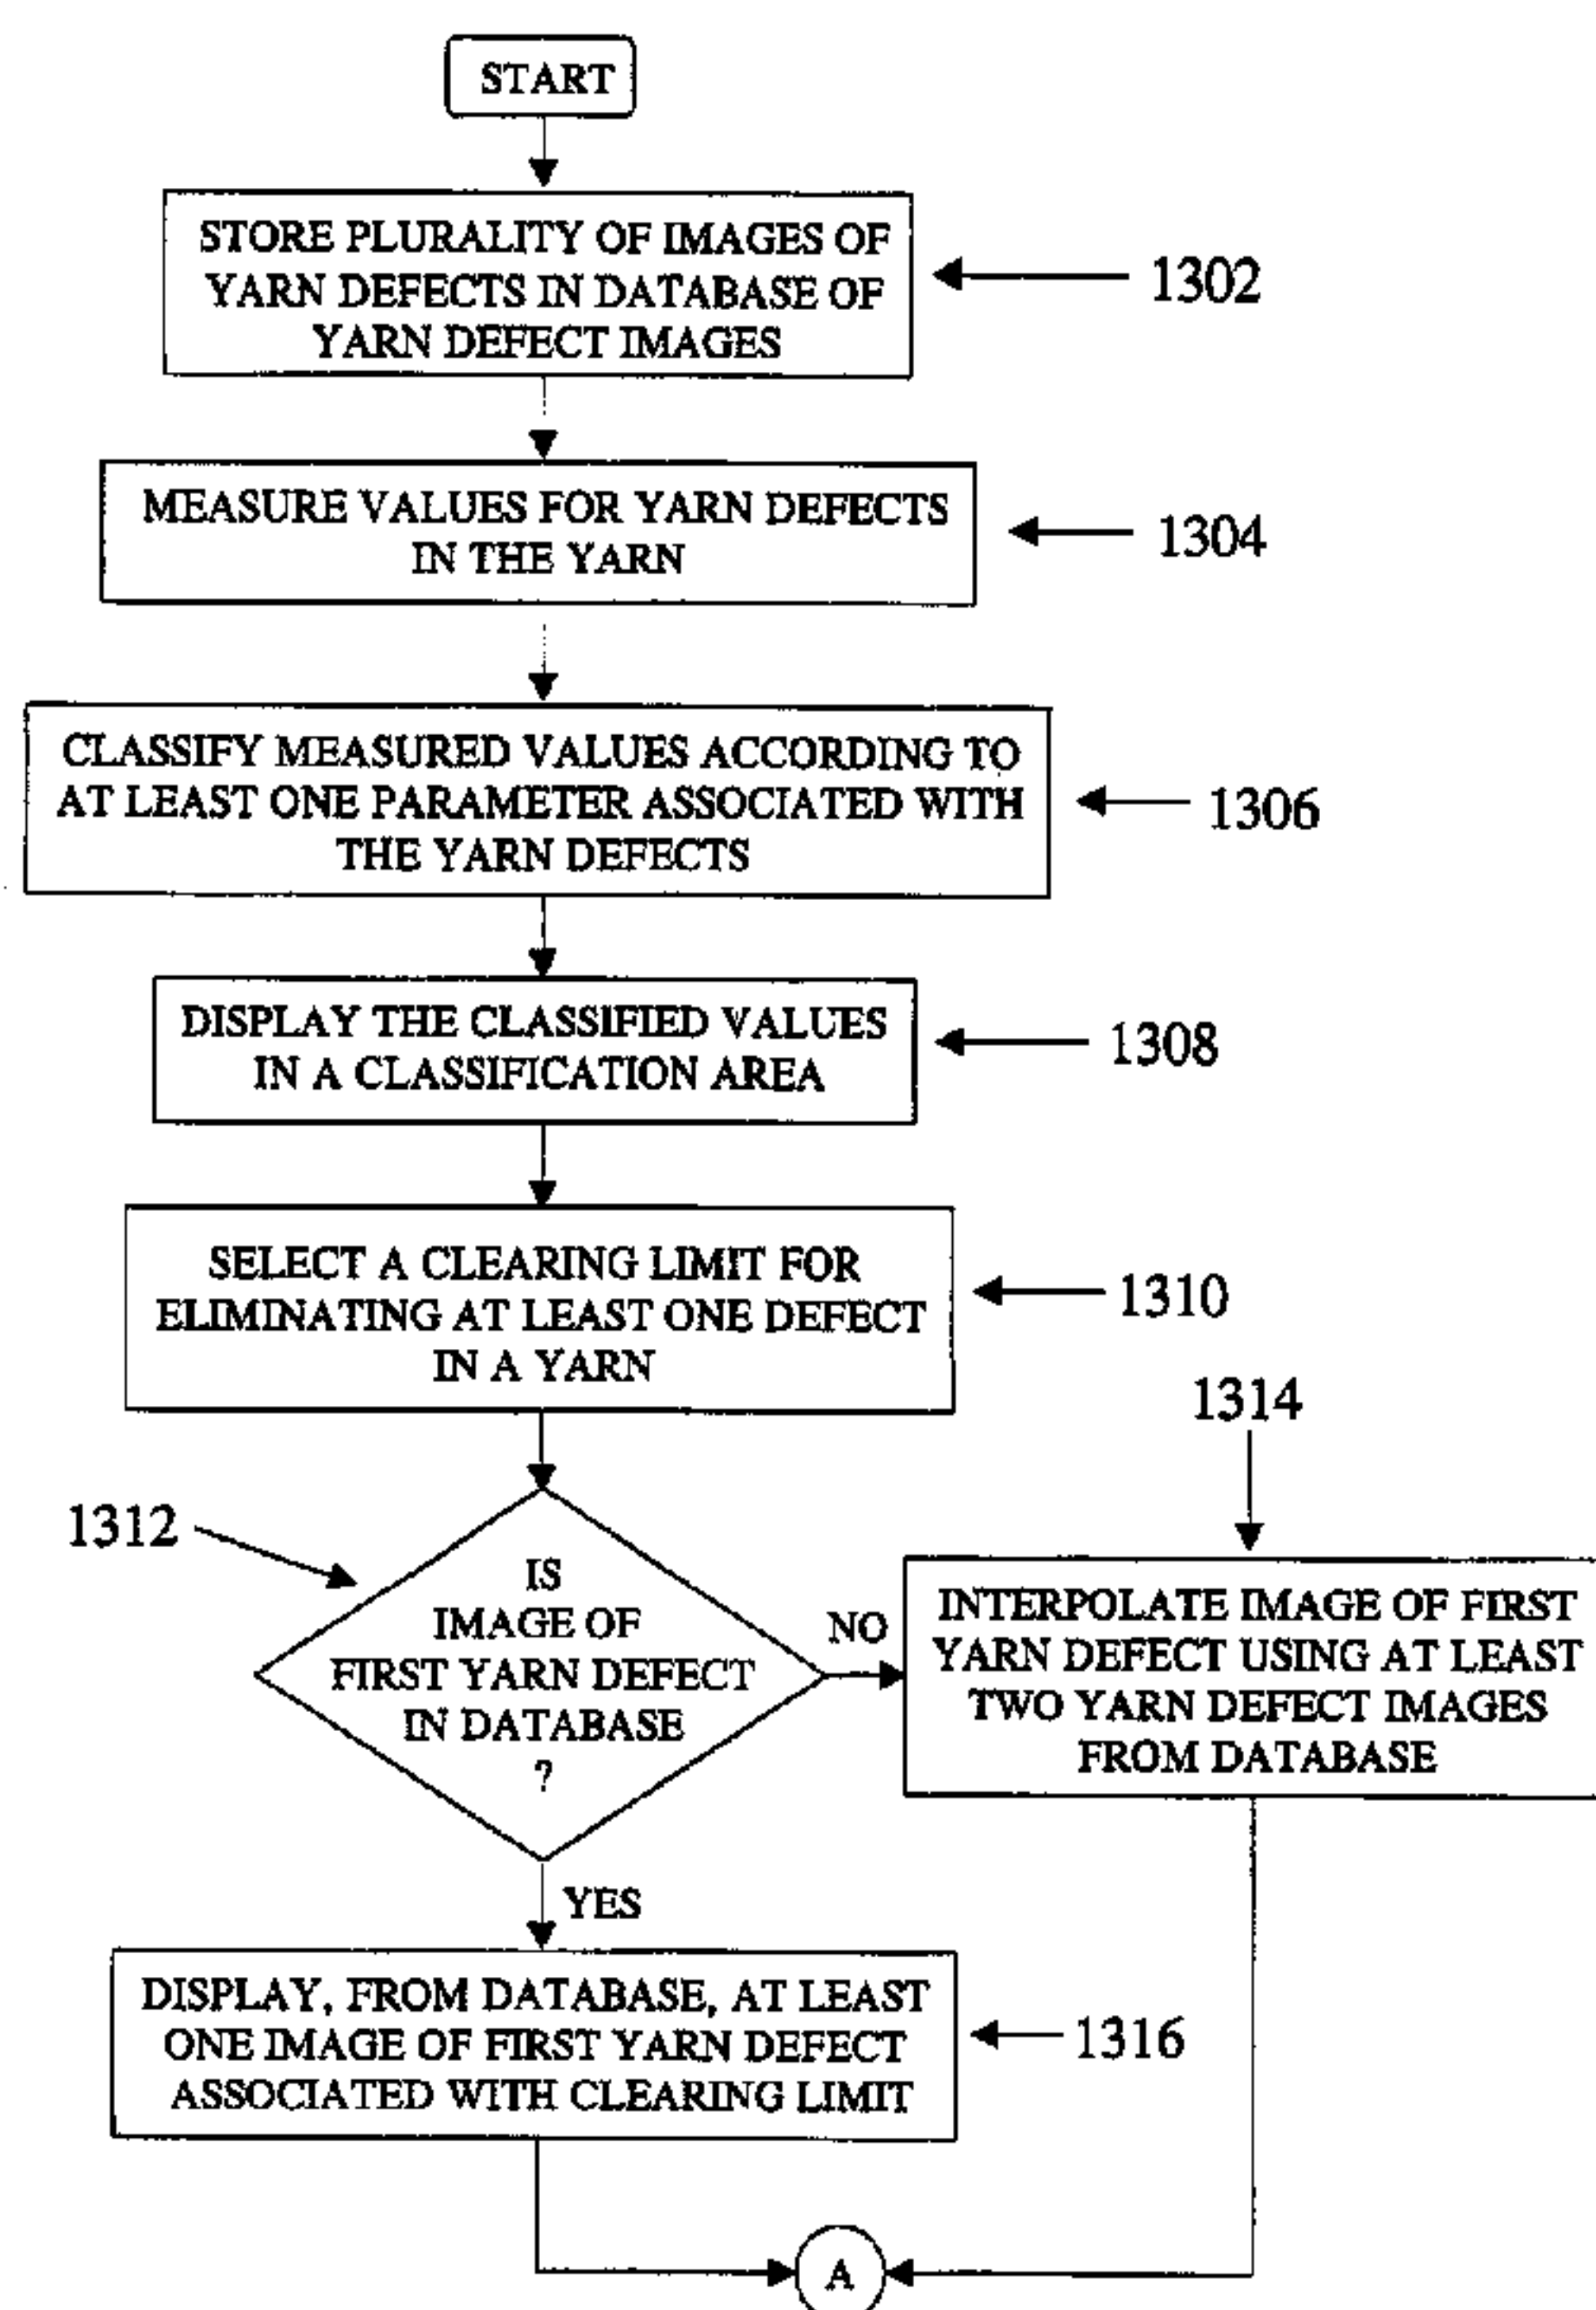 START
STORE PLURALITY OF IMAGES OF
YARN DEFECTS IN DATABASE OF
YARN DEFECT IMAGES
1302
MEASURE VALUES FOR YARN DEFECTS
IN THE YARN
1304
CLASSIFY MEASURED VALUES ACCORDING TO
AT LEAST ONE PARAMETER ASSOCIATED WITH
THE YARN DEFECTS
1306
DISPLAY THE CLASSIFIED VALUES
IN A CLASSIFICATION AREA
1308
SELECT A CLEARING LIMIT FOR
ELIMINATING AT LEAST ONE DEFECT
IN A YARN
1310
1312
IS
IMAGE OF
FIRST YARN DEFECT
IN DATABASE
?
NO
1314
INTERPOLATE IMAGE OF FIRST
YARN DEFECT USING AT LEAST
TWO YARN DEFECT IMAGES
FROM DATABASE
YES
DISPLAY, FROM DATABASE, AT LEAST
ONE IMAGE OF FIRST YARN DEFECT
ASSOCIATED WITH CLEARING LIMIT
1316
A